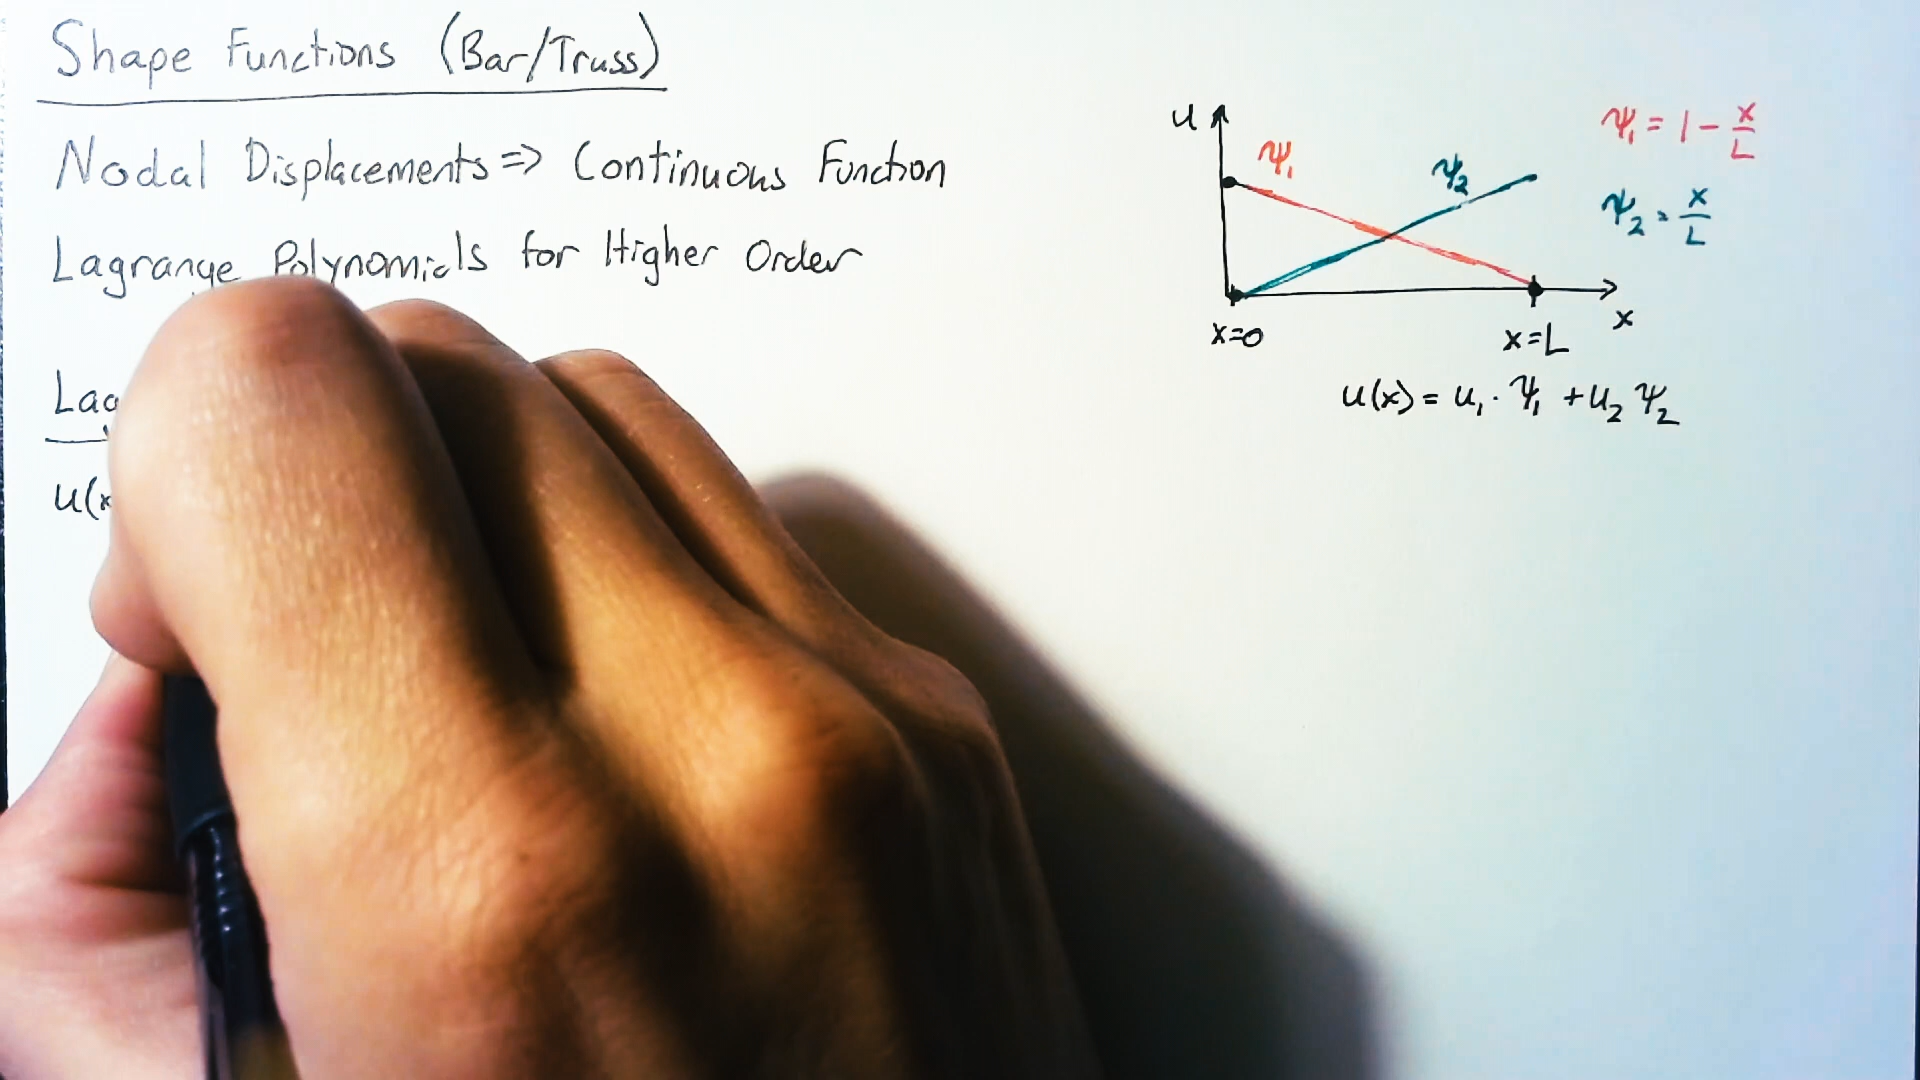 Shape Functions (Bar/Truss)
Nodal Displacements => Continuous Function
Lagrange Polynomials for Higher Order
u(x
u
ψ₁
ψ₂
x=0
x=L
x
ψ₁ = 1 - x/L
ψ₂ = x/L
u(x) = u₁ · ψ₁ + u₂ ψ₂